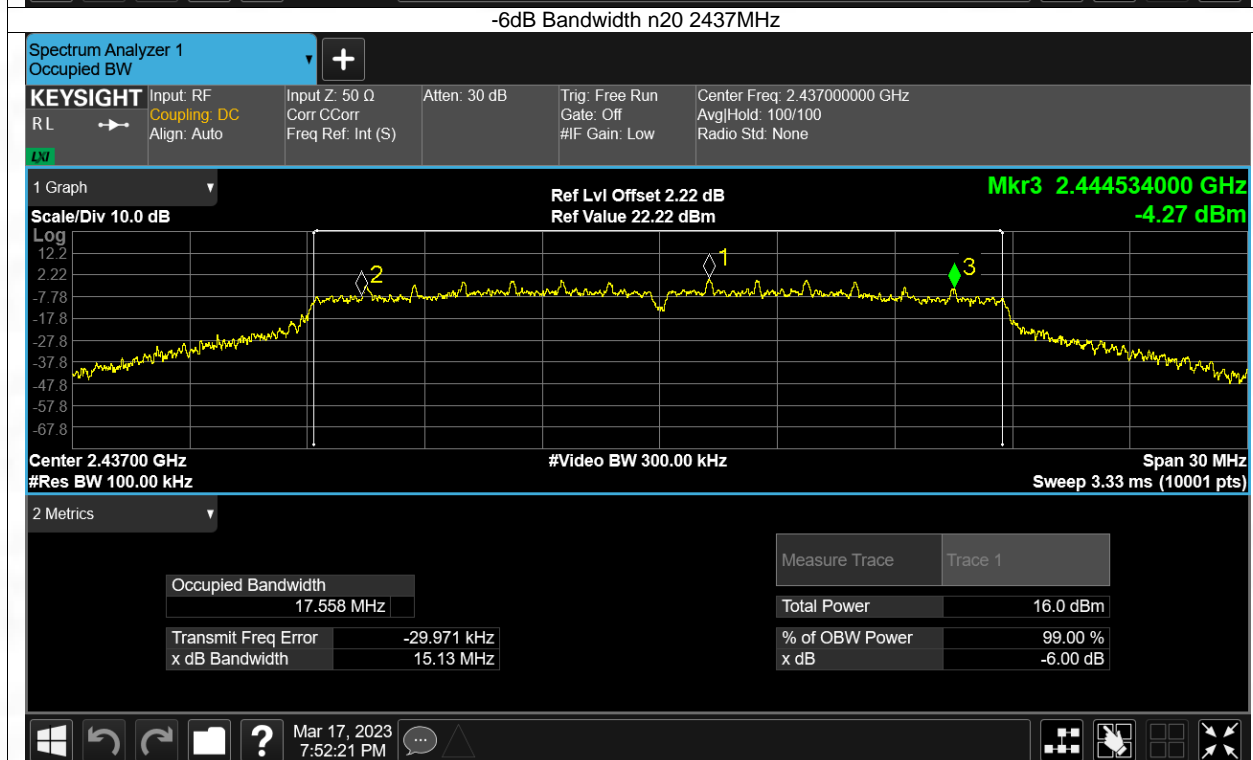 -6dB Bandwidth n20 2437MHz
Spectrum Analyzer 1
Occupied BW
KEYSIGHT
RL
LXI
Input: RF
Coupling: DC
Align: Auto
Input Z: 50 Ω
Corr CCorr
Freq Ref: Int (S)
Atten: 30 dB
Trig: Free Run
Gate: Off
#IF Gain: Low
Center Freq: 2.437000000 GHz
Avg|Hold: 100/100
Radio Std: None
1 Graph
Scale/Div 10.0 dB
Ref Lvl Offset 2.22 dB
Ref Value 22.22 dBm
Mkr3 2.444534000 GHz
-4.27 dBm
Log
12.2
2.22
-7.78
-17.8
-27.8
-37.8
-47.8
-57.8
-67.8
2
1
3
Center 2.43700 GHz
#Video BW 300.00 kHz
Span 30 MHz
#Res BW 100.00 kHz
Sweep 3.33 ms (10001 pts)
2 Metrics
Measure Trace Trace 1
Occupied Bandwidth
17.558 MHz
Total Power 16.0 dBm
Transmit Freq Error -29.971 kHz
% of OBW Power 99.00 %
x dB Bandwidth 15.13 MHz
x dB -6.00 dB
?
Mar 17, 2023
7:52:21 PM